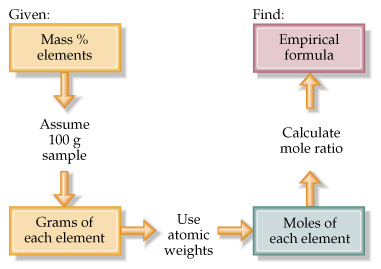 Given:
Mass %
elements
Assume
100 g
sample
Grams of
each element
Use
atomic
weights
Moles of
each element
Calculate
mole ratio
Find:
Empirical
formula